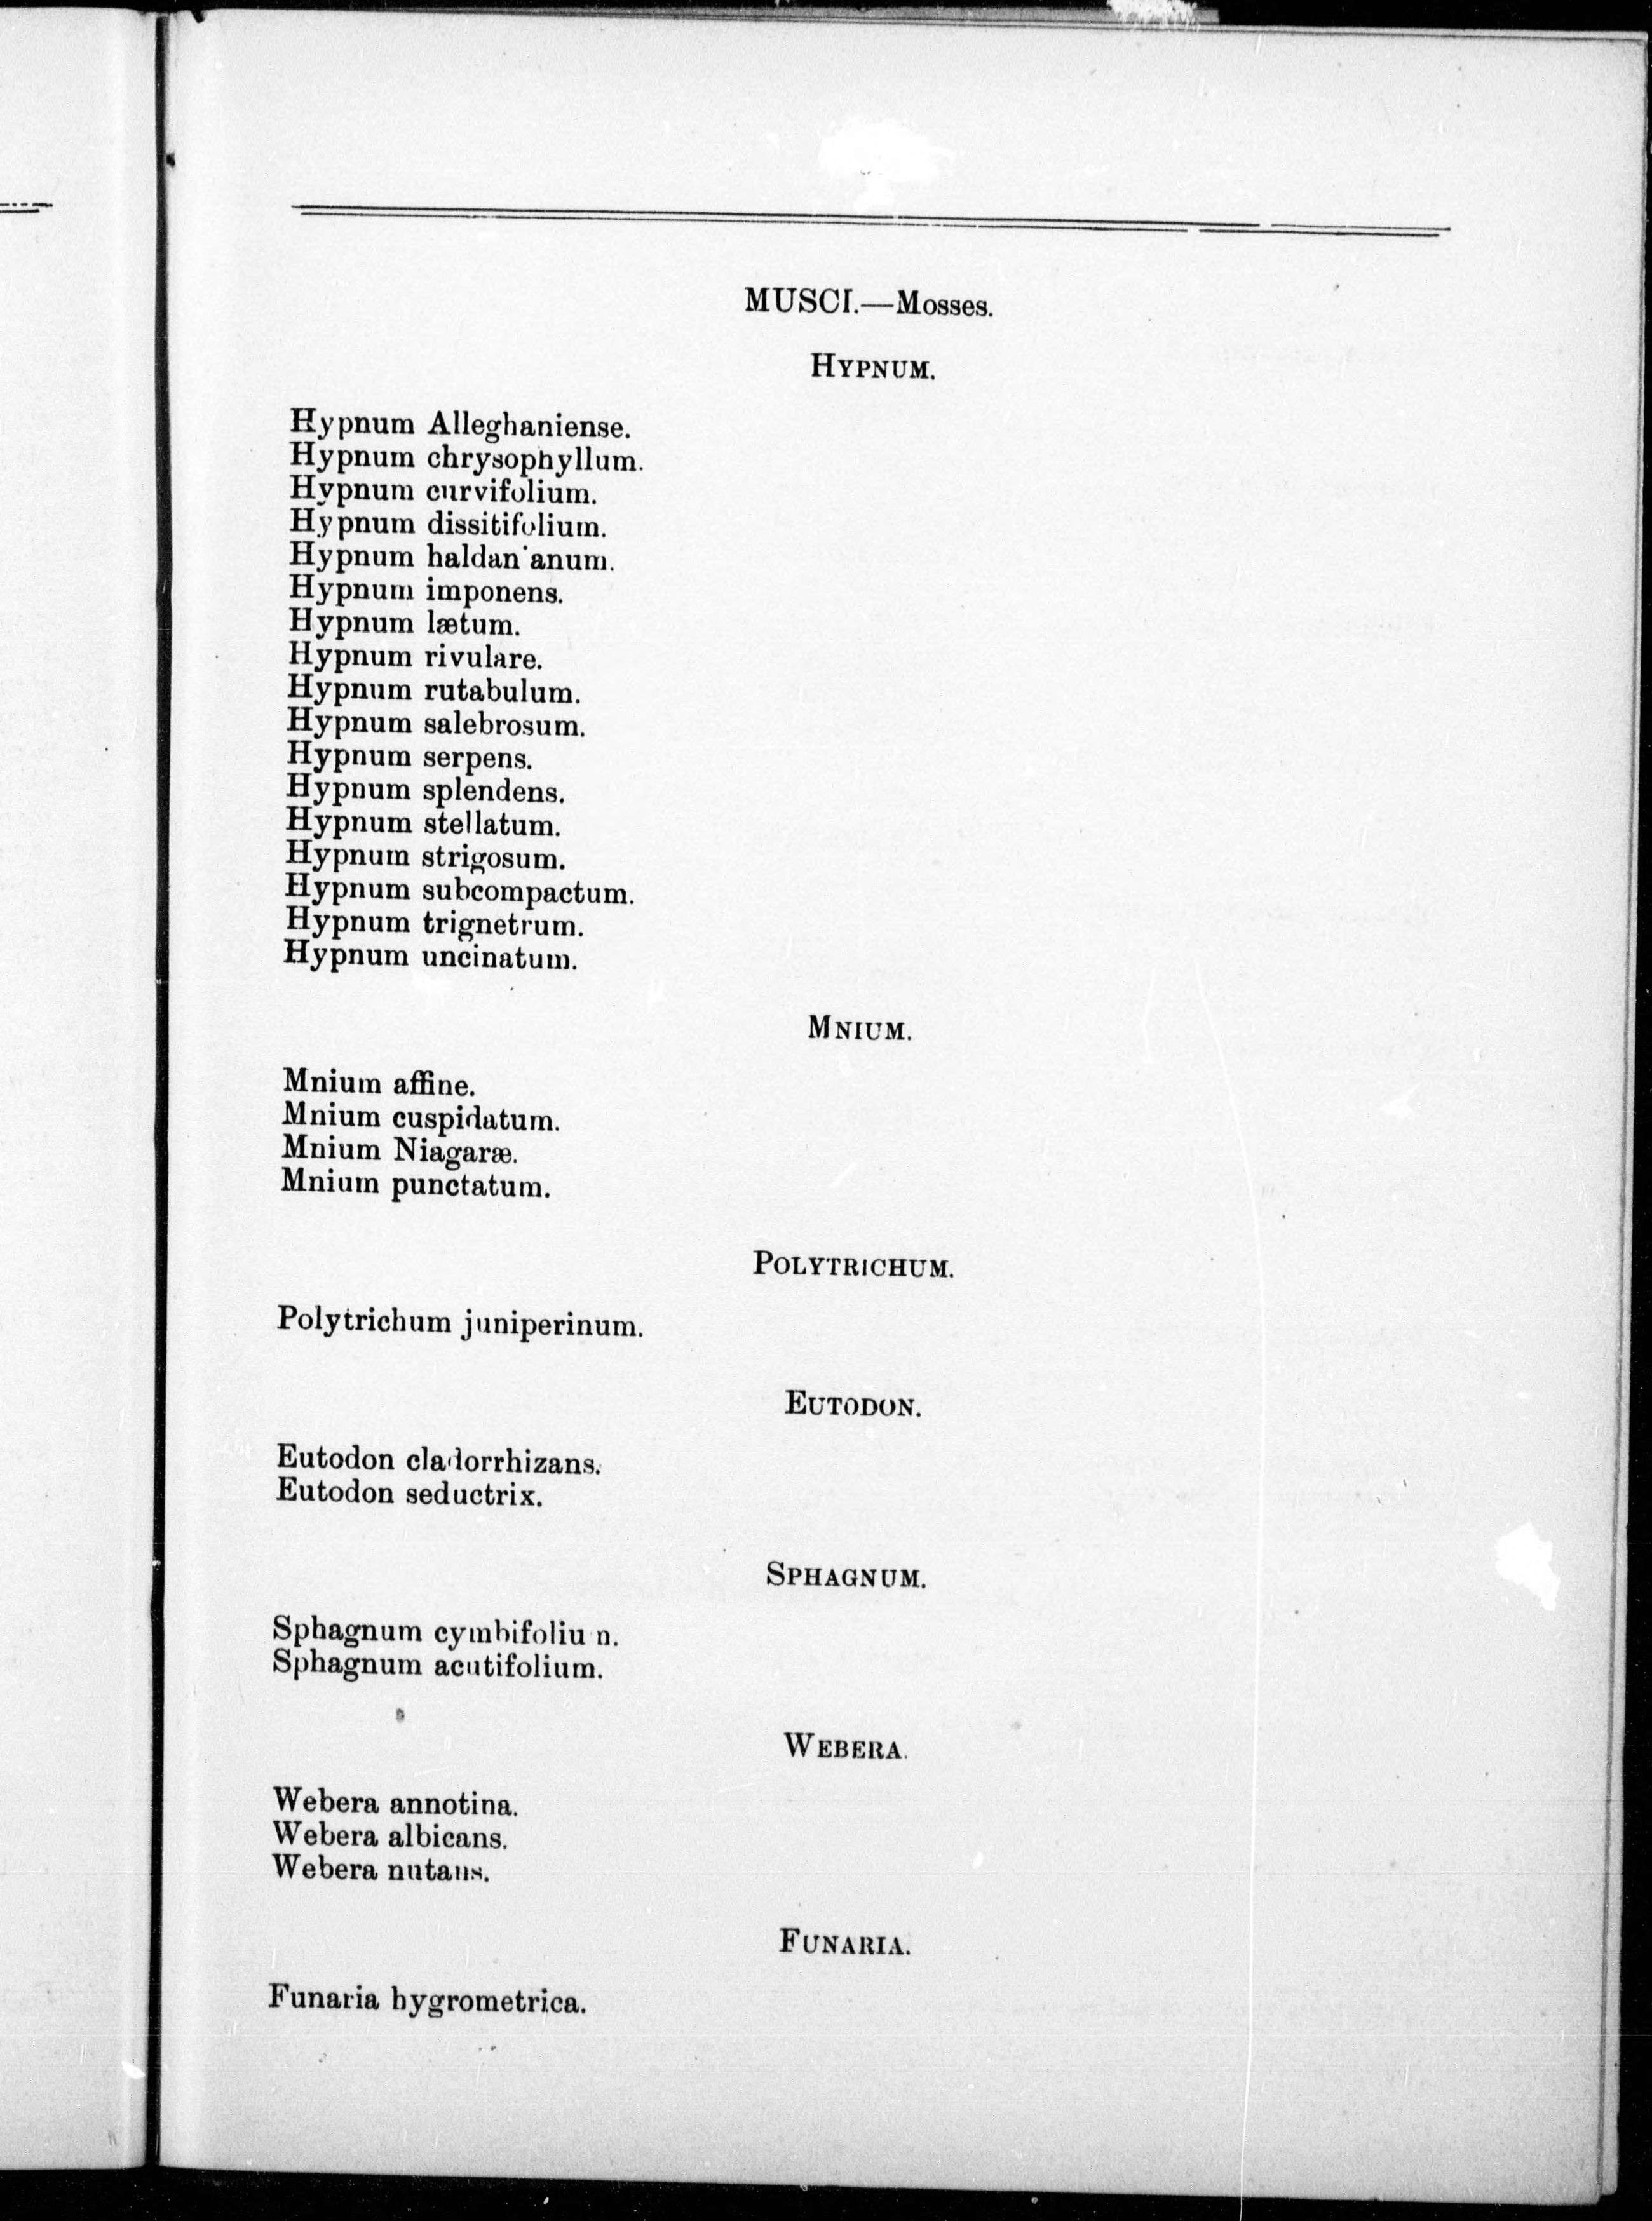 MUSCI.—Mosses.
HYPNUM.
Hypnum Alleghaniense.
Hypnum chrysophyllum.
Hypnum curvifolium.
Hypnum dissitifolium.
Hypnum haldan'anum.
Hypnum imponens.
Hypnum lætum.
Hypnum rivulare.
Hypnum rutabulum.
Hypnum salebrosum.
Hypnum serpens.
Hypnum splendens.
Hypnum stellatum.
Hypnum strigosum.
Hypnum subcompactum.
Hypnum trignetrum.
Hypnum uncinatum.
MNIUM.
Mnium affine.
Mnium cuspidatum.
Mnium Niagaræ.
Mnium punctatum.
POLYTRICHUM.
Polytrichum juniperinum.
EUTODON.
Eutodon cladorrhizans.
Eutodon seductrix.
SPHAGNUM.
Sphagnum cymbifolium.
Sphagnum acutifolium.
WEBERA.
Webera annotina.
Webera albicans.
Webera nutans.
FUNARIA.
Funaria hygrometrica.